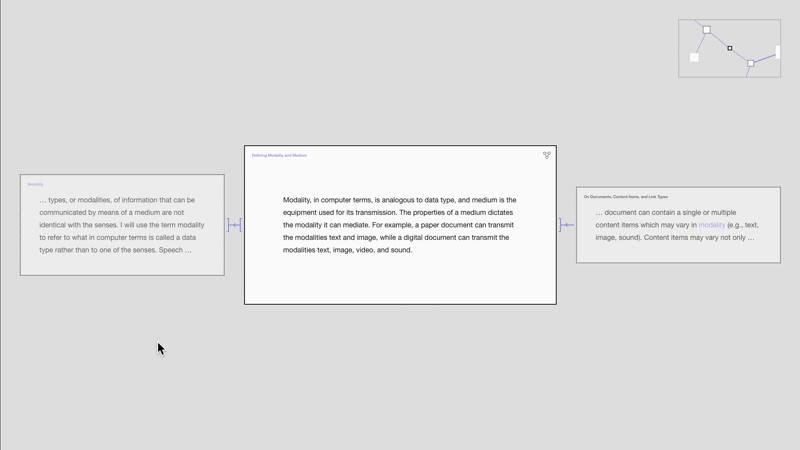 Modality
… types, or modalities, of information that can be
communicated by means of a medium are not
identical with the senses. I will use the term modality
to refer to what in computer terms is called a data
type rather than to one of the senses. Speech …
Defining Modality and Medium
Modality, in computer terms, is analogous to data type, and medium is the
equipment used for its transmission. The properties of a medium dictates
the modality it can mediate. For example, a paper document can transmit
the modalities text and image, while a digital document can transmit the
modalities text, image, video, and sound.
On Documents, Content Items, and Link Types
… document can contain a single or multiple
content items which may vary in modality (e.g., text,
image, sound). Content items may vary not only …